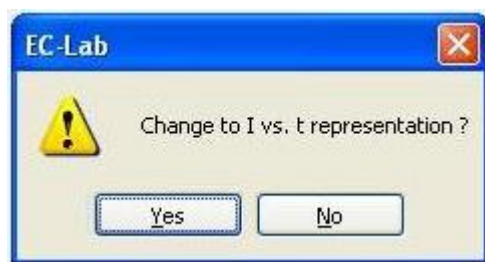 EC-Lab
Change to I vs. t representation ?
Yes
No